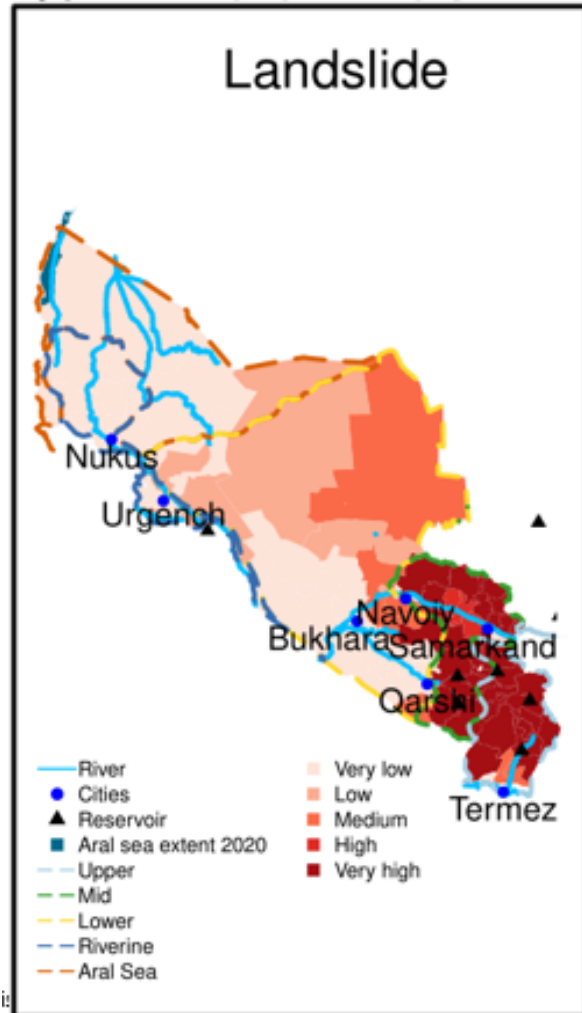 Landslide
Nukus
Urgench
Navoiy
Bukhara
Samarkand
Qarshi
Termez
River
Cities
Reservoir
Aral sea extent 2020
Upper
Mid
Lower
Riverine
Aral Sea
Very low
Low
Medium
High
Very high